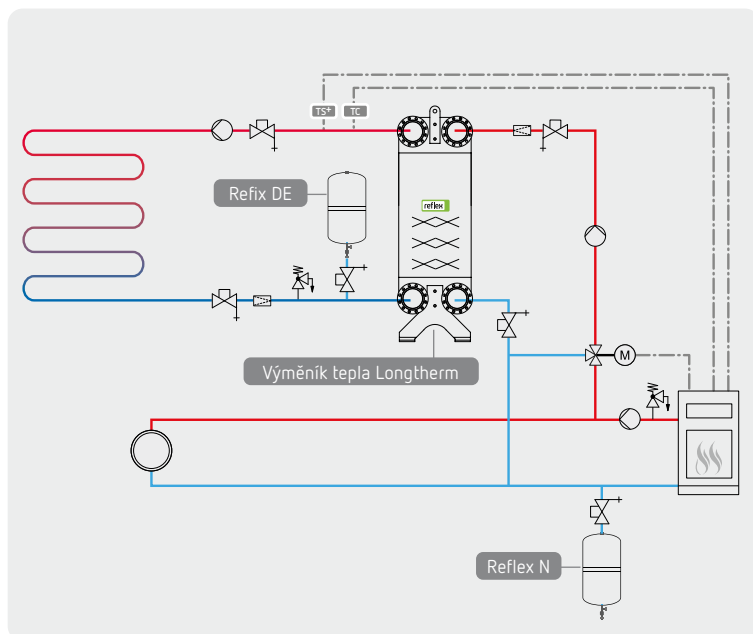 TS+
TC
Refix DE
reflex
Výměník tepla Longtherm
M
Reflex N